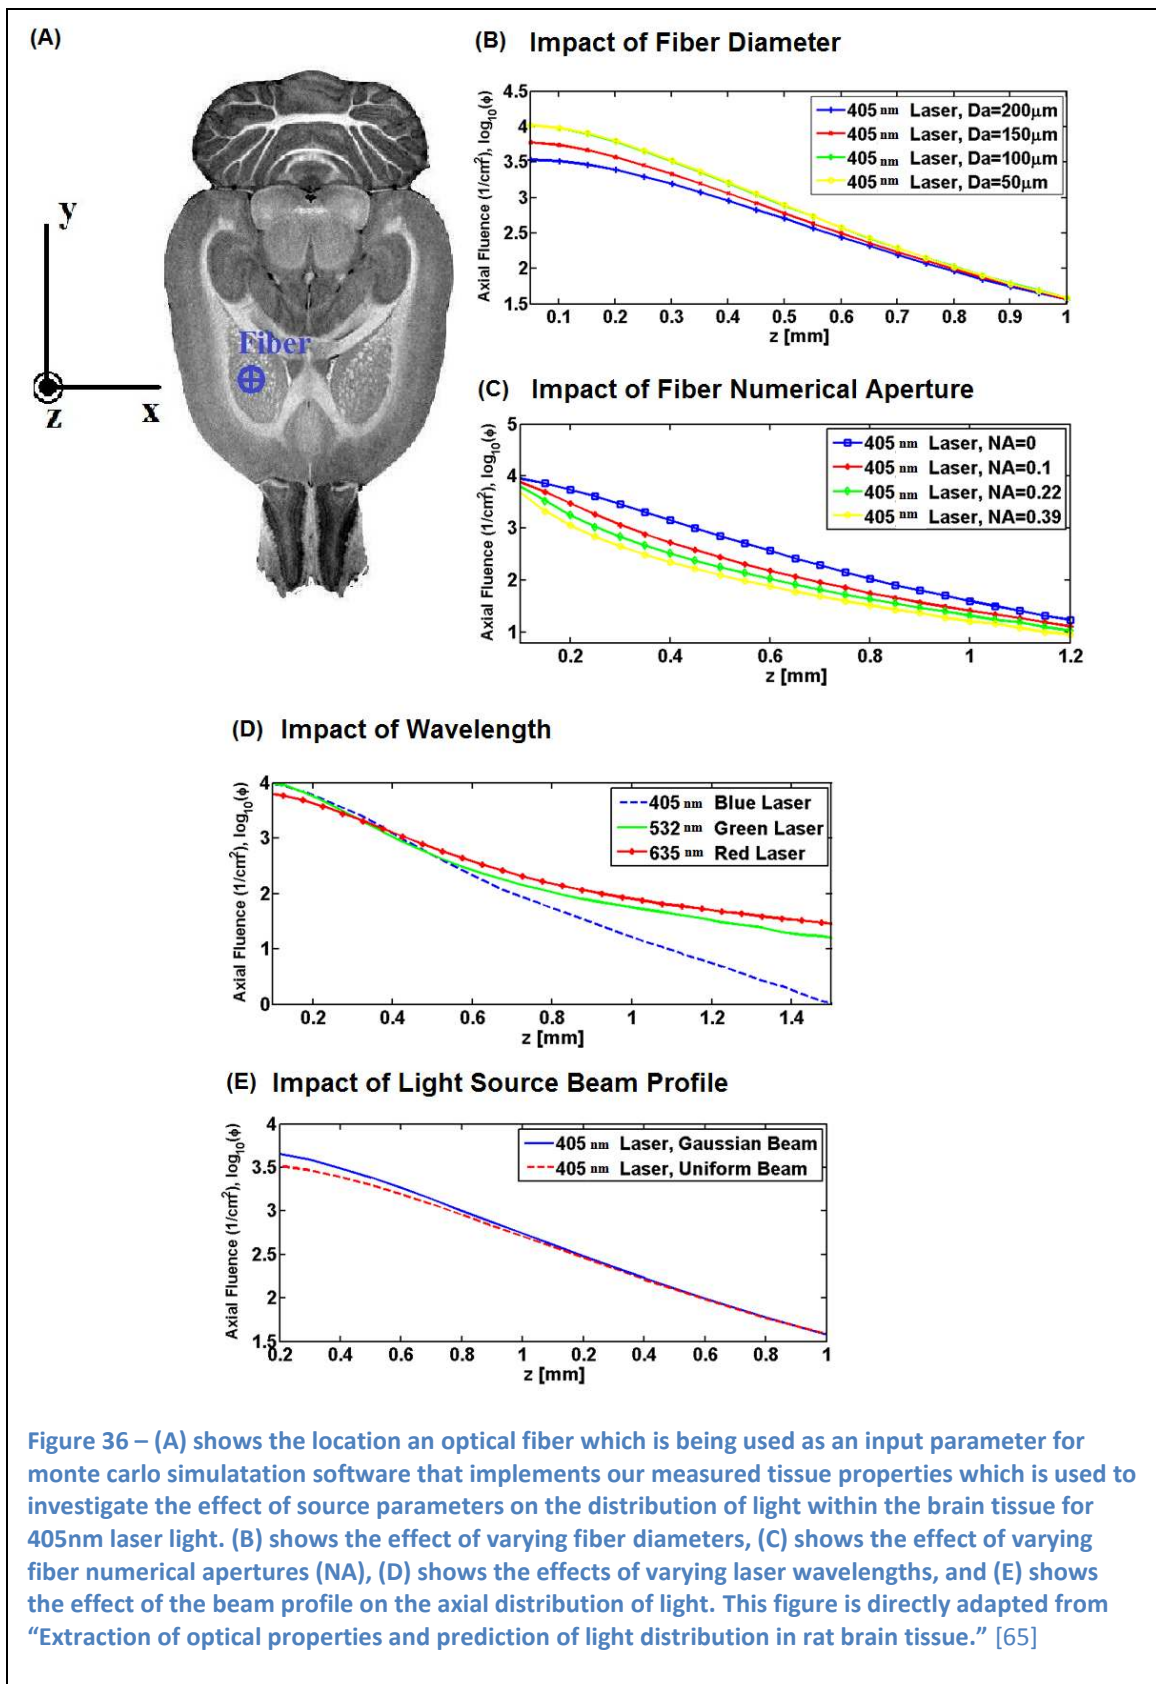 (A)
y
x
z
Fiber
(B) Impact of Fiber Diameter
Axial Fluence (1/cm²), log₁₀(ϕ)
4.5
4
3.5
3
2.5
2
1.5
405 nm Laser, Da=200μm
405 nm Laser, Da=150μm
405 nm Laser, Da=100μm
405 nm Laser, Da=50μm
0.1 0.2 0.3 0.4 0.5 0.6 0.7 0.8 0.9 1
z [mm]
(C) Impact of Fiber Numerical Aperture
Axial Fluence (1/cm²), log₁₀(ϕ)
5
4
3
2
1
405 nm Laser, NA=0
405 nm Laser, NA=0.1
405 nm Laser, NA=0.22
405 nm Laser, NA=0.39
0.2 0.4 0.6 0.8 1 1.2
z [mm]
(D) Impact of Wavelength
Axial Fluence (1/cm²), log₁₀(ϕ)
4
3
2
1
0
405 nm Blue Laser
532 nm Green Laser
635 nm Red Laser
0.2 0.4 0.6 0.8 1 1.2 1.4
z [mm]
(E) Impact of Light Source Beam Profile
Axial Fluence (1/cm²), log₁₀(ϕ)
4
3.5
3
2.5
2
1.5
405 nm Laser, Gaussian Beam
405 nm Laser, Uniform Beam
0.2 0.4 0.6 0.8 1 0.2 0.4 0.6 0.8 1
z [mm]
Figure 36 – (A) shows the location an optical fiber which is being used as an input parameter for
monte carlo simulatation software that implements our measured tissue properties which is used to
investigate the effect of source parameters on the distribution of light within the brain tissue for
405nm laser light. (B) shows the effect of varying fiber diameters, (C) shows the effect of varying
fiber numerical apertures (NA), (D) shows the effects of varying laser wavelengths, and (E) shows
the effect of the beam profile on the axial distribution of light. This figure is directly adapted from
“Extraction of optical properties and prediction of light distribution in rat brain tissue.” [65]